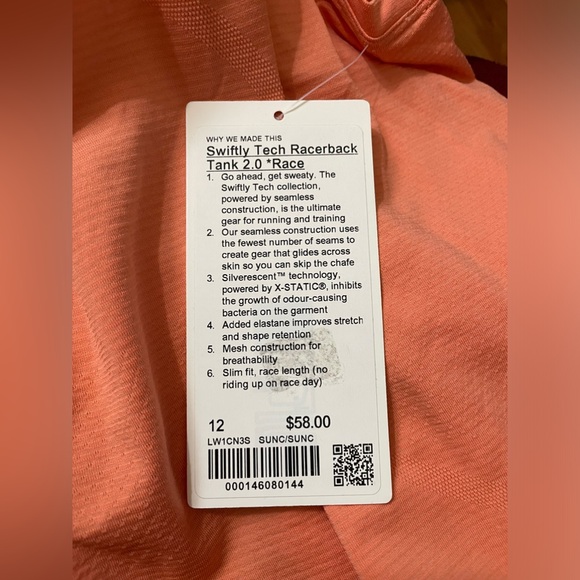 WHY WE MADE THIS
Swiftly Tech Racerback
Tank 2.0 *Race
1. Go ahead, get sweaty. The
Swiftly Tech collection,
powered by seamless
construction, is the ultimate
gear for running and training
2. Our seamless construction uses
the fewest number of seams to
create gear that glides across
skin so you can skip the chafe
3. Silverescent™ technology,
powered by X-STATIC®, inhibits
the growth of odour-causing
bacteria on the garment
4. Added elastane improves stretch
and shape retention
5. Mesh construction for
breathability
6. Slim fit, race length (no
riding up on race day)
12 $58.00
LW1CN3S SUNC/SUNC
000146080144